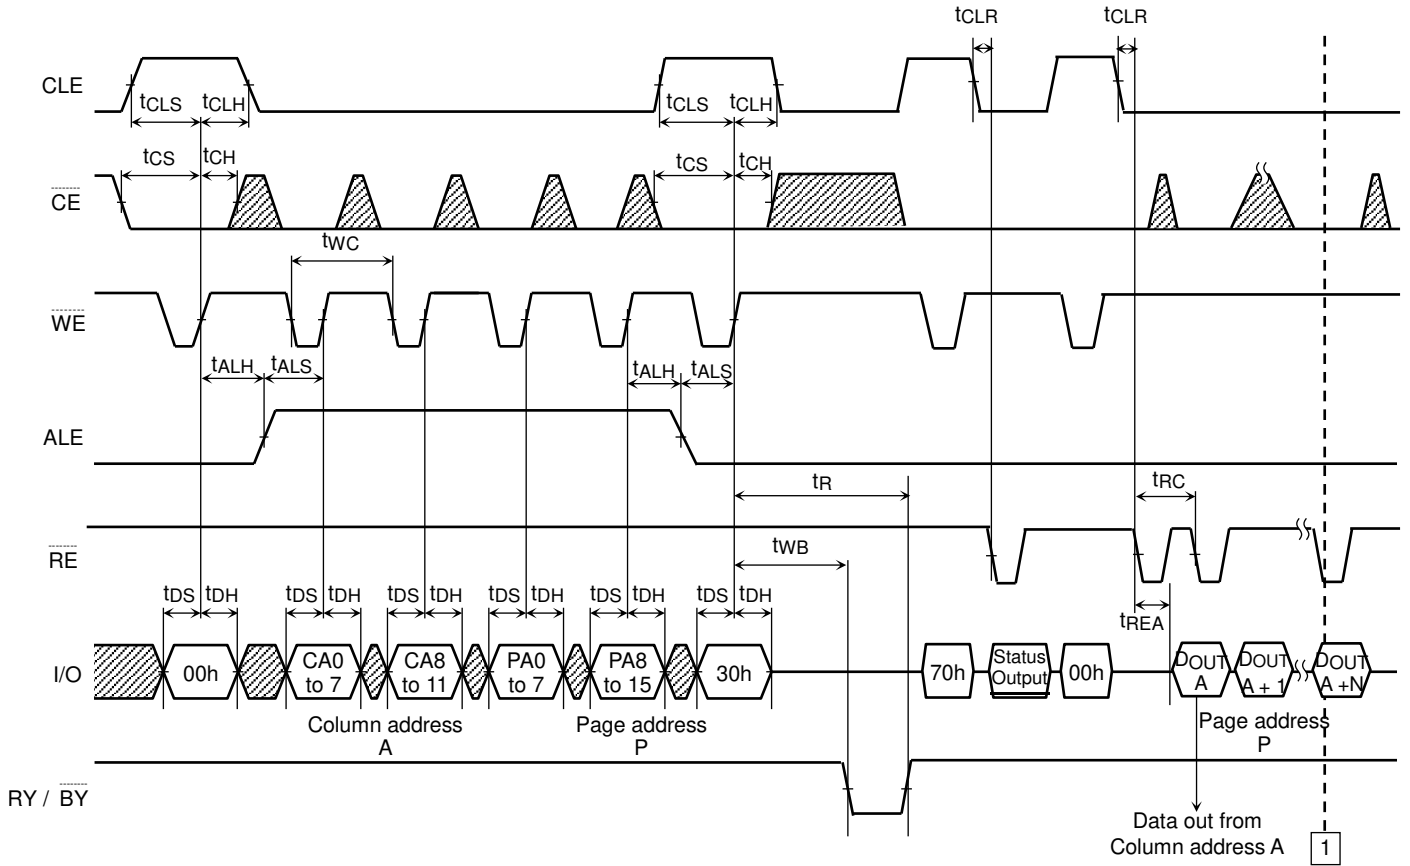 tCLR tCLR
CLE
tCLS tCLH tCLS tCLH
tCS tCH tCS tCH
CE
tWC
WE
tALH tALS tALH tALS
ALE
tR tRC
RE
tWB
tDS tDH tDS tDH tDS tDH tDS tDH tDS tDH tDS tDH
tREA
I/O
00h
CA0
to 7
CA8
to 11
PA0
to 7
PA8
to 15
30h
70h
Status
Output
00h
DOUT
A
DOUT
A + 1
DOUT
A +N
Column address
A
Page address
P
Page address
P
RY / BY
Data out from
Column address A
1